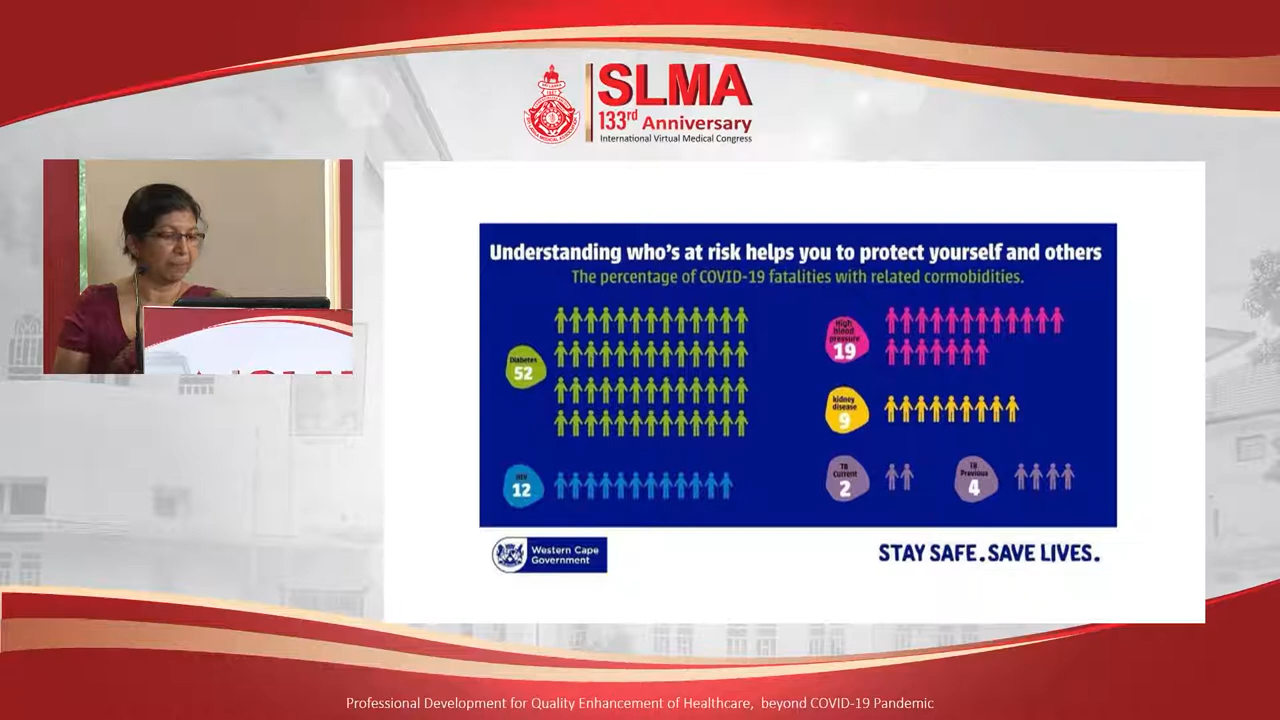 SLMA
133rd Anniversary
International Virtual Medical Congress
Understanding who's at risk helps you to protect yourself and others
The percentage of COVID-19 fatalities with related cormobidities.
Diabetes
52
High
blood
pressure
19
kidney
disease
9
HIV
12
TB
Current
2
TB
Previous
4
Western Cape
Government
STAY SAFE. SAVE LIVES.
Professional Development for Quality Enhancement of Healthcare, beyond COVID-19 Pandemic